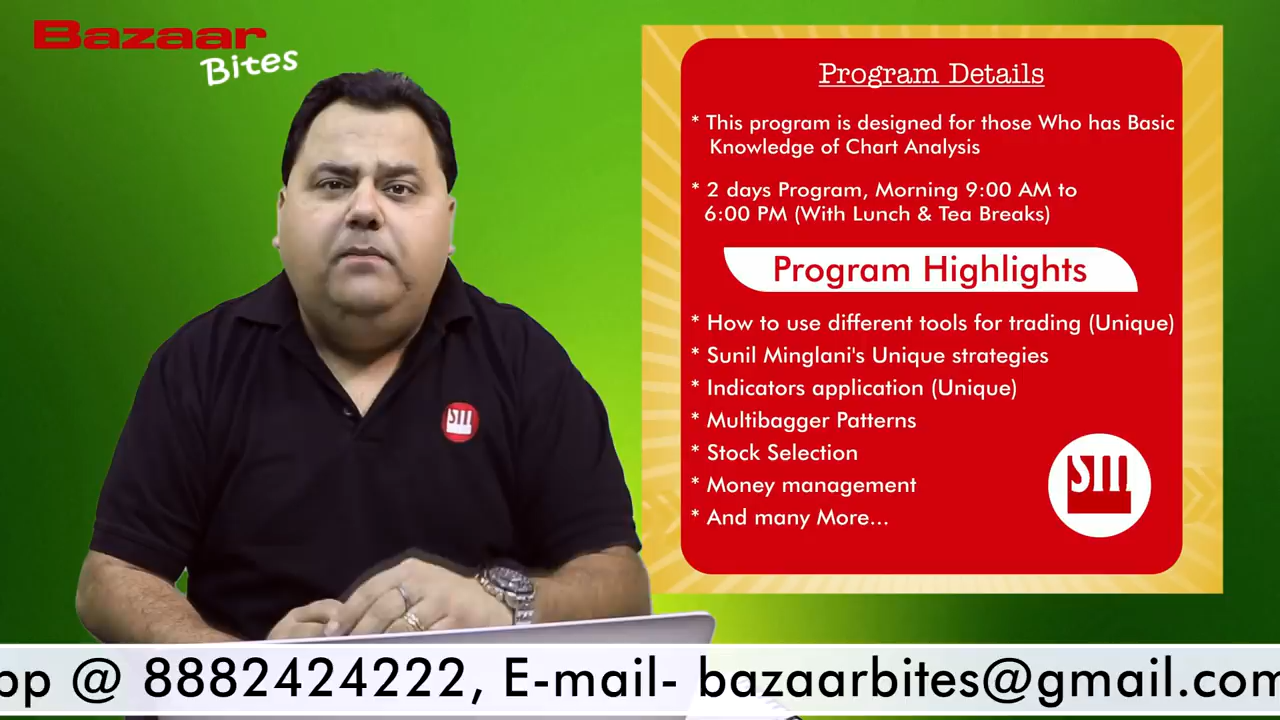 Bazaar
Bites
Program Details
* This program is designed for those Who has Basic
Knowledge of Chart Analysis
* 2 days Program, Morning 9:00 AM to
6:00 PM (With Lunch & Tea Breaks)
Program Highlights
* How to use different tools for trading (Unique)
* Sunil Minglani's Unique strategies
* Indicators application (Unique)
* Multibagger Patterns
* Stock Selection
* Money management
* And many More...
pp @ 8882424222, E-mail- bazaarbites@gmail.com